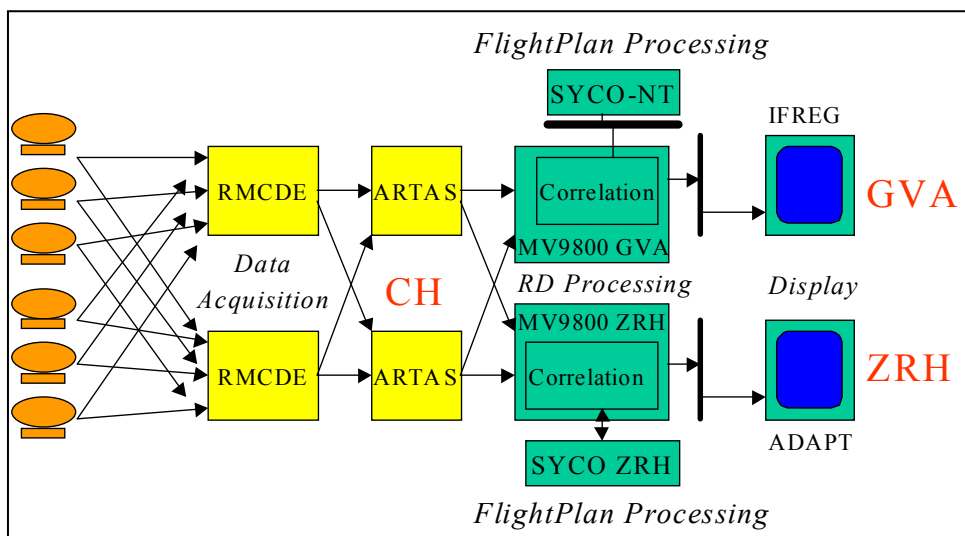 FlightPlan Processing
SYCO-NT
IFREG
RMCDE
ARTAS
Correlation
GVA
MV9800 GVA
Data
Acquisition
CH
RD Processing
Display
MV9800 ZRH
RMCDE
ARTAS
Correlation
ZRH
ADAPT
SYCO ZRH
FlightPlan Processing